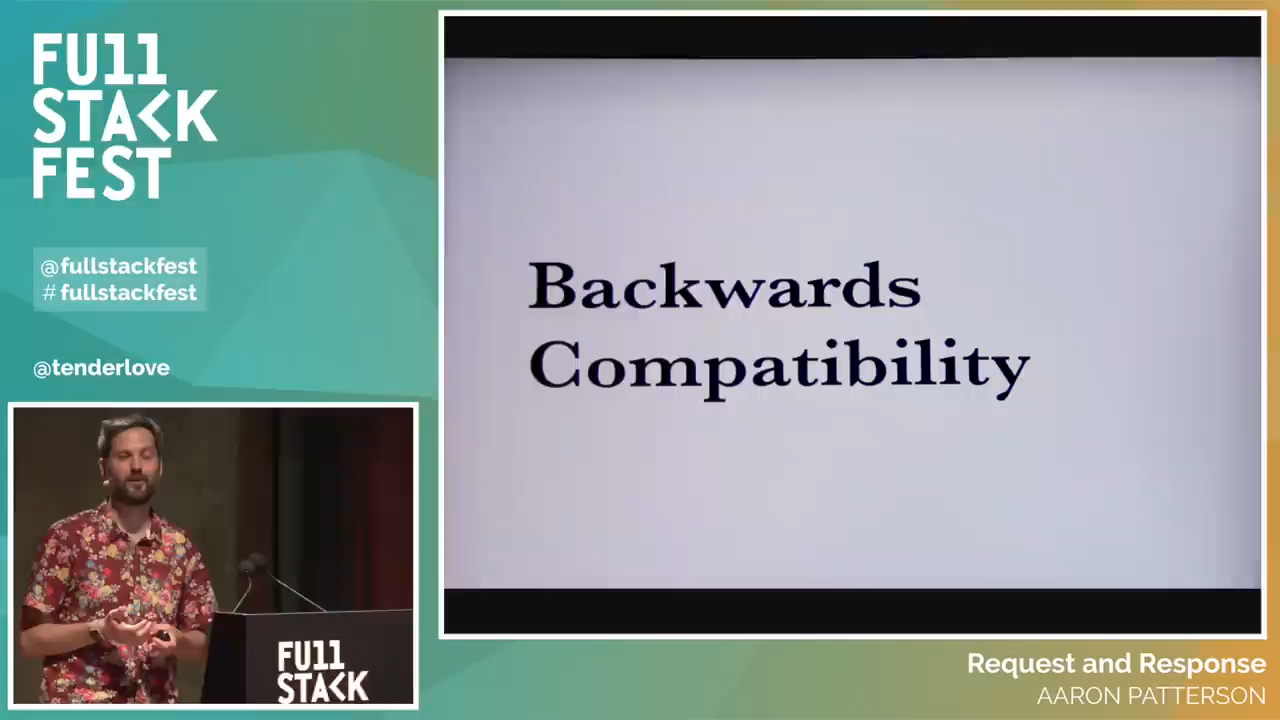 FU11
STACK
FEST
@fullstackfest
# fullstackfest
@tenderlove
Backwards
Compatibility
FU11
STACK
Request and Response
AARON PATTERSON